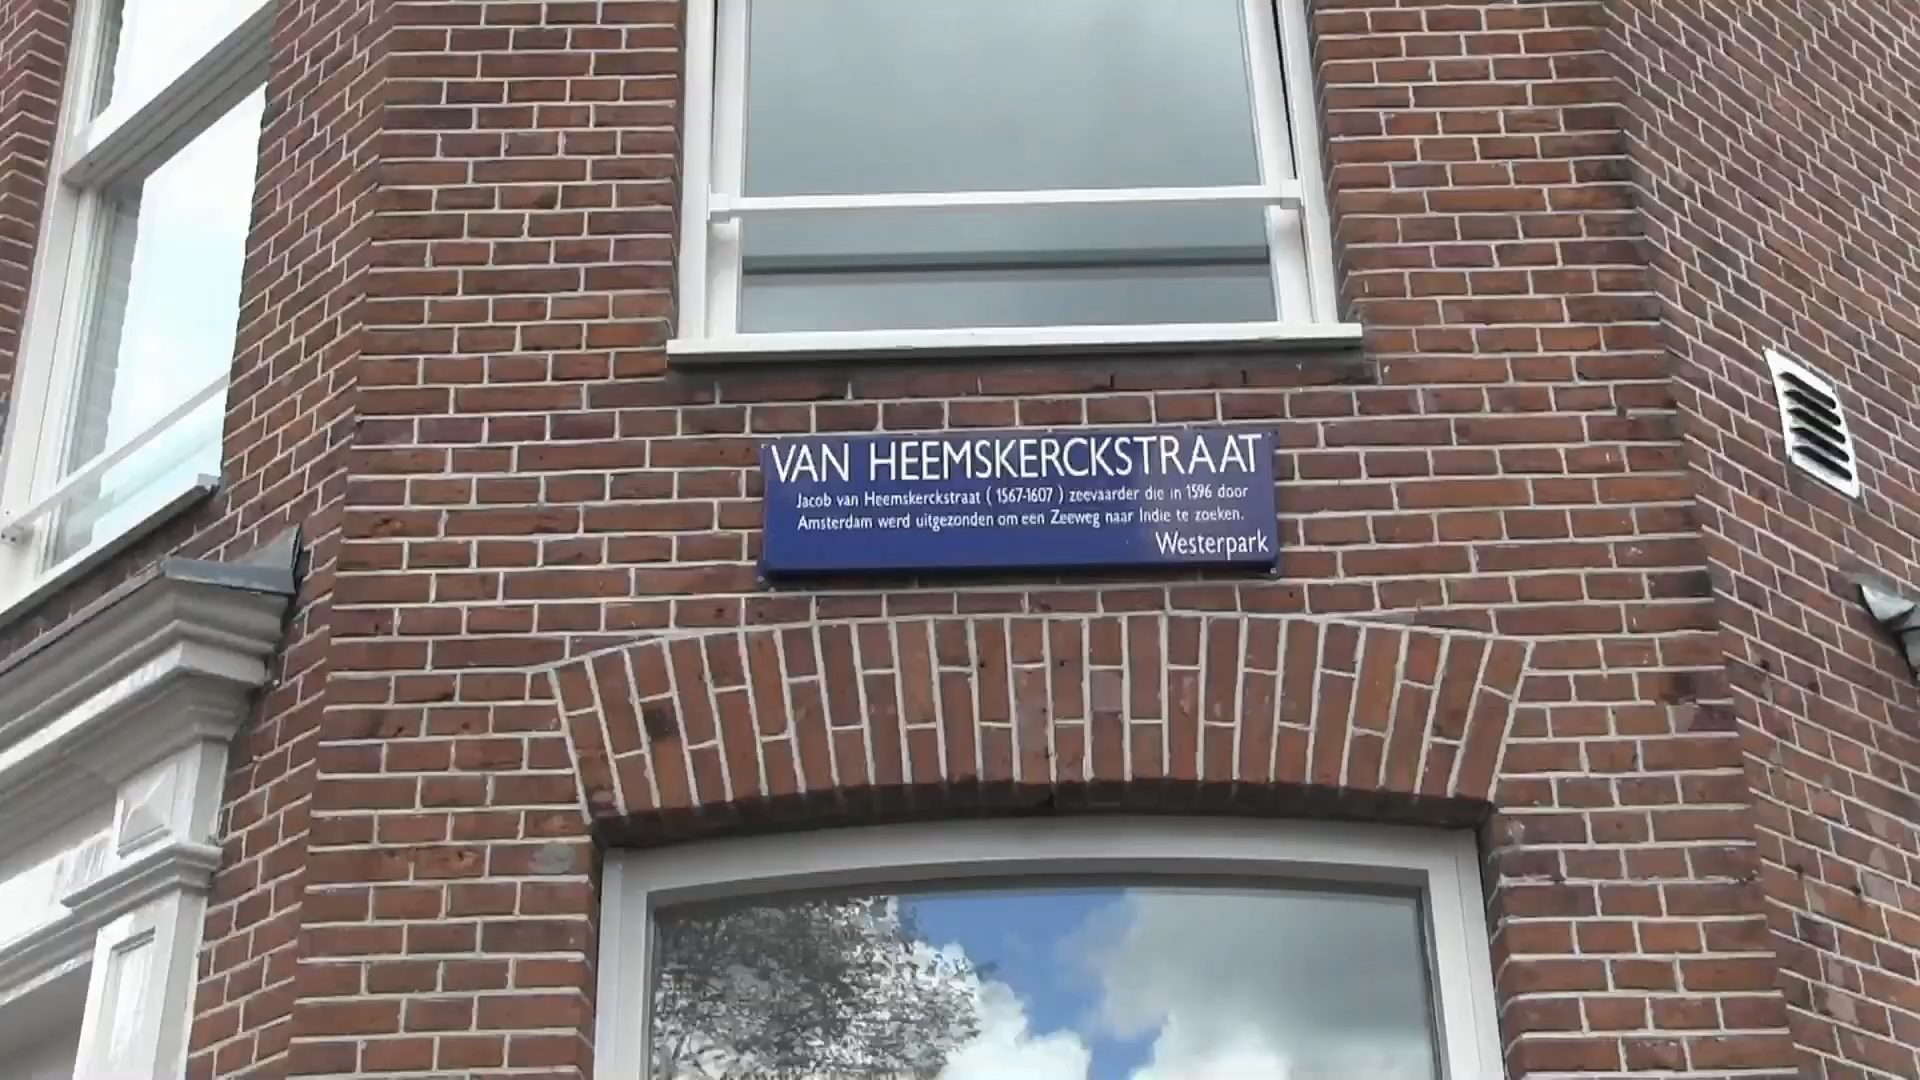 VAN HEEMSKERCKSTRAAT
Jacob van Heemskerckstraat ( 1567-1607 ) zeevaarder die in 1596 door
Amsterdam werd uitgezonden om een Zeeweg naar Indie te zoeken.
Westerpark